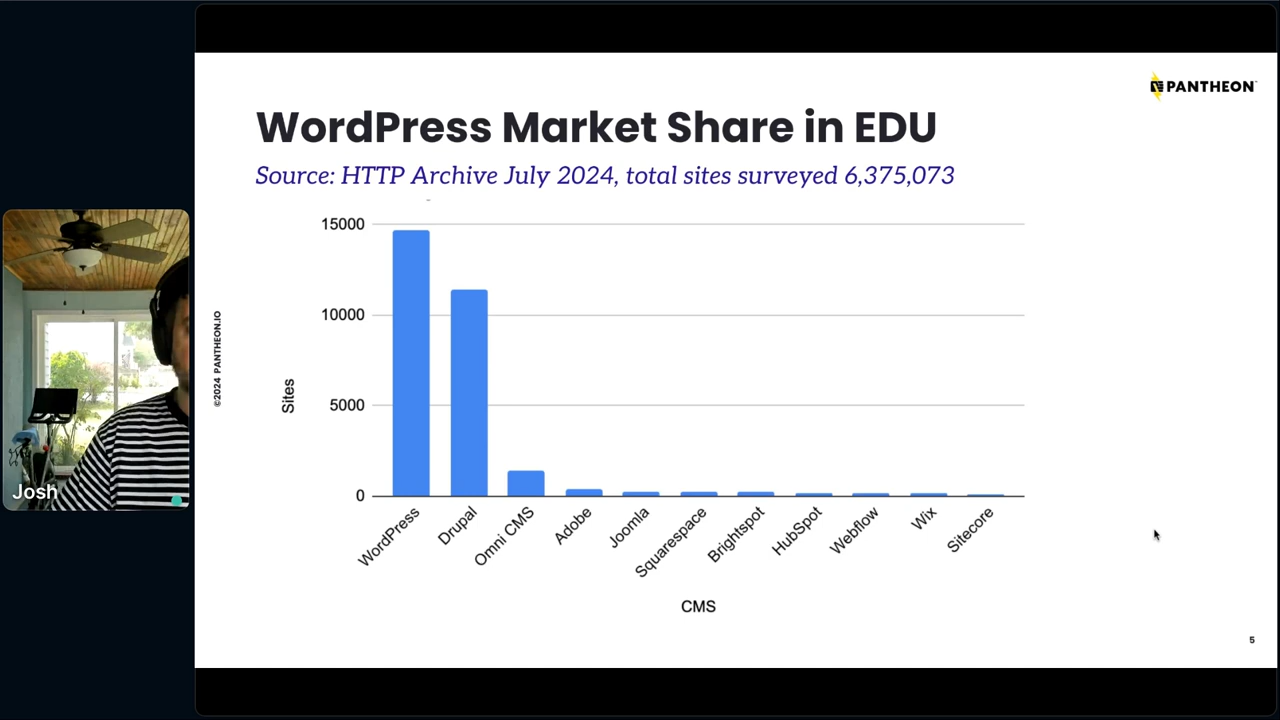 PANTHEON
WordPress Market Share in EDU
Source: HTTP Archive July 2024, total sites surveyed 6,375,073
15000
10000
5000
0
Sites
WordPress
Drupal
Omni CMS
Adobe
Joomla
Squarespace
Brightspot
HubSpot
Webflow
Wix
Sitecore
CMS
©2024 PANTHEON.IO
5
Josh